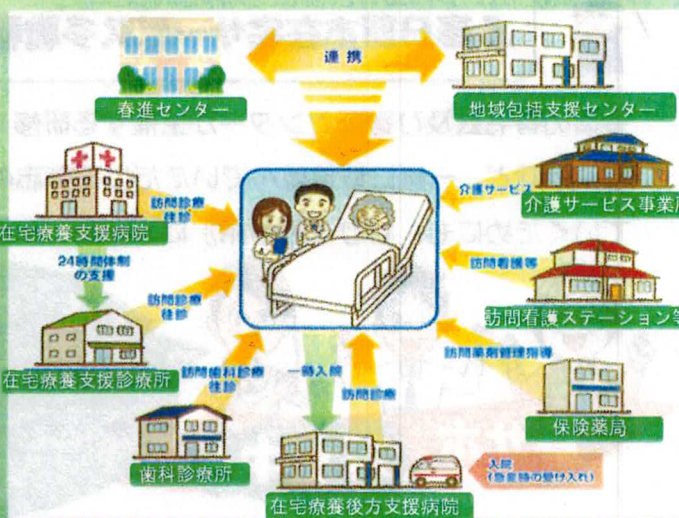 連携
春進センター
地域包括支援センター
在宅療養支援病院
訪問診療
往診
介護サービス
介護サービス事業所
24時間体制
の支援
訪問診療
往診
訪問看護等
訪問看護ステーション等
在宅療養支援診療所
訪問歯科診療
往診
一時入院
訪問診療
訪問薬剤管理指導
保険薬局
歯科診療所
入院
(急変時の受け入れ)
在宅療養後方支援病院